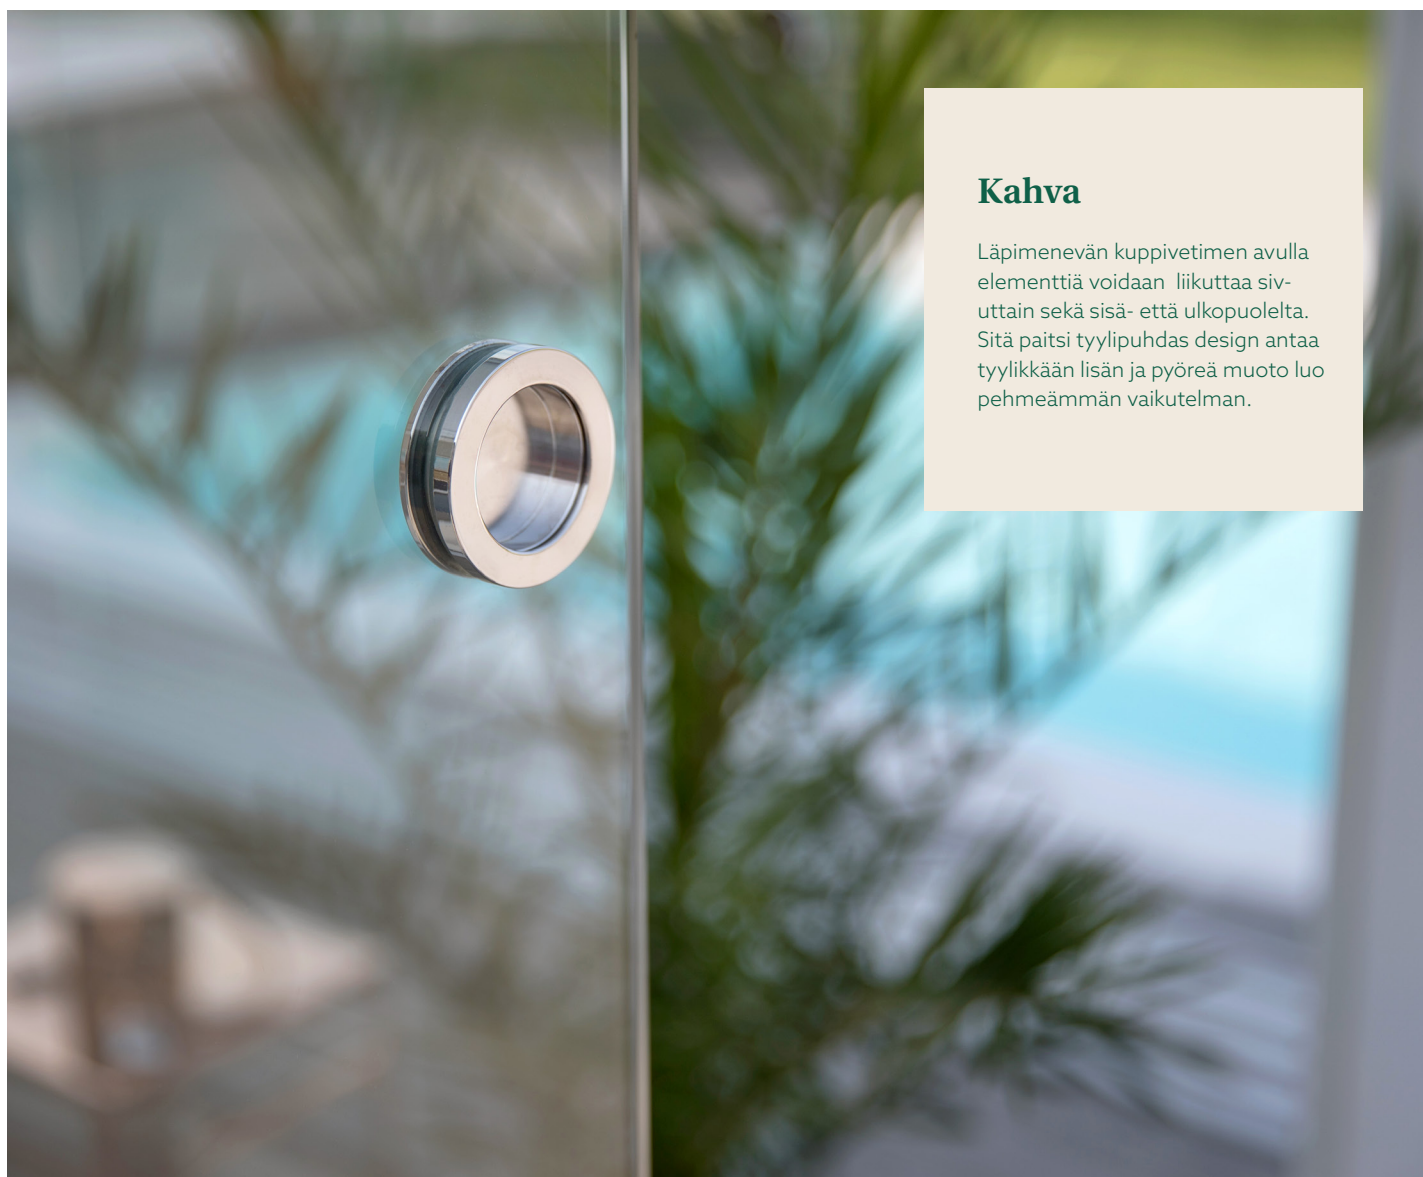 Kahva
Läpimenevän kuppivetimen avulla
elementtiä voidaan  liikuttaa siv-
uttain sekä sisä- että ulkopuolelta.
Sitä paitsi tyylipuhdas design antaa
tyylikkään lisän ja pyöreä muoto luo
pehmeämmän vaikutelman.